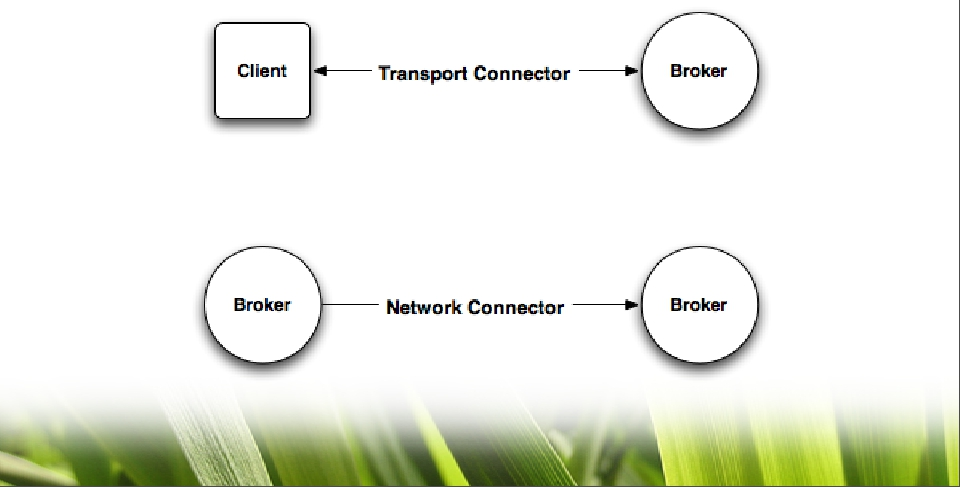 Client
Transport Connector
Broker
Broker
Network Connector
Broker